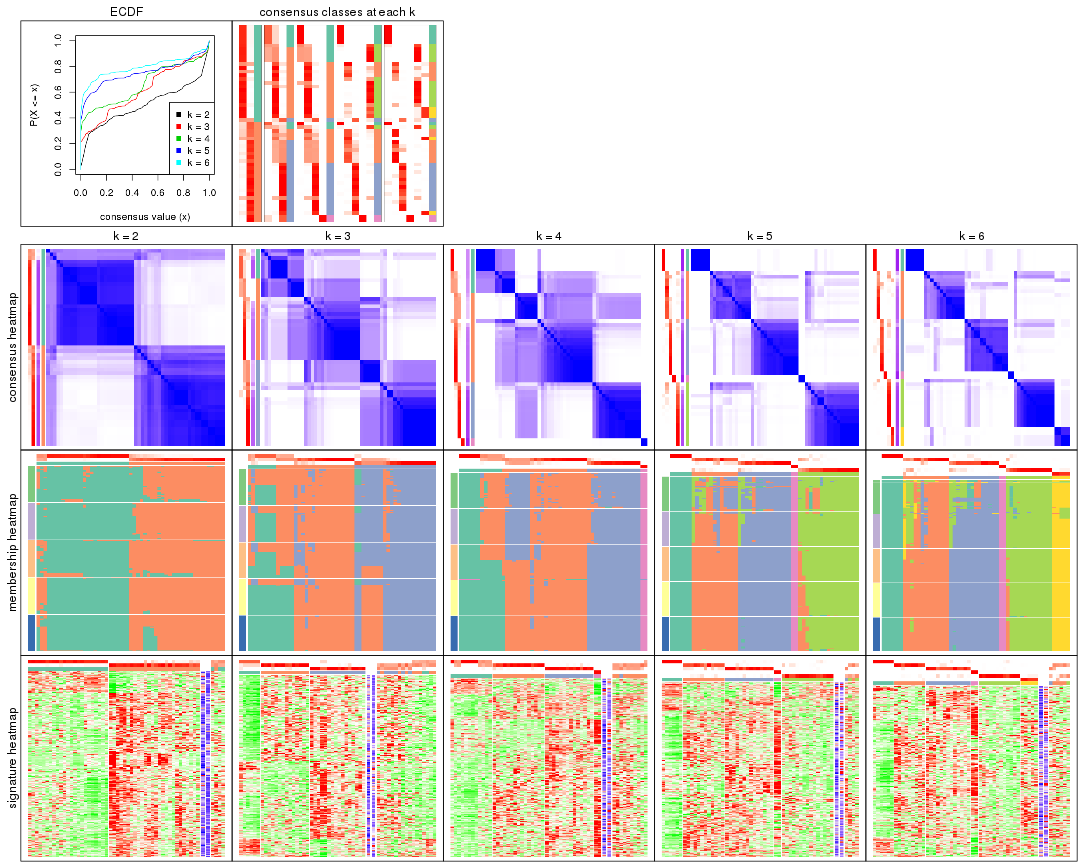 ECDF
consensus classes at each k
P(X <= x)
0.0 0.2 0.4 0.6 0.8 1.0
k = 2
k = 3
k = 4
k = 5
k = 6
0.0 0.2 0.4 0.6 0.8 1.0
consensus value (x)
k = 2 k = 3 k = 4 k = 5 k = 6
consensus heatmap
membership heatmap
signature heatmap